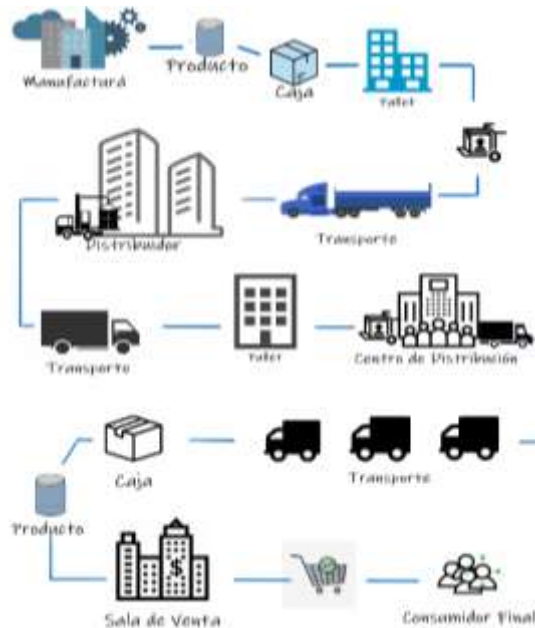 Manufactura
Producto
Caja
Pallet
Transporte
Distribuidor
Transporte
Pallet
Centro de Distribución
Caja
Transporte
Producto
Sala de Venta
$
Consumidor Final